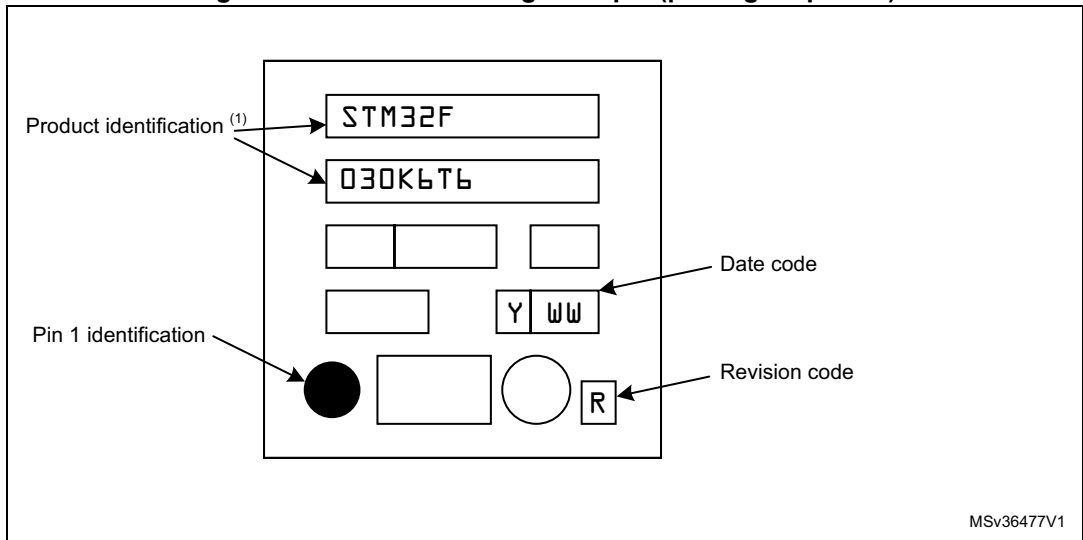 Product identification (1)
STM32F
030K6T6
Date code
Y WW
Pin 1 identification
Revision code
R
MSv36477V1